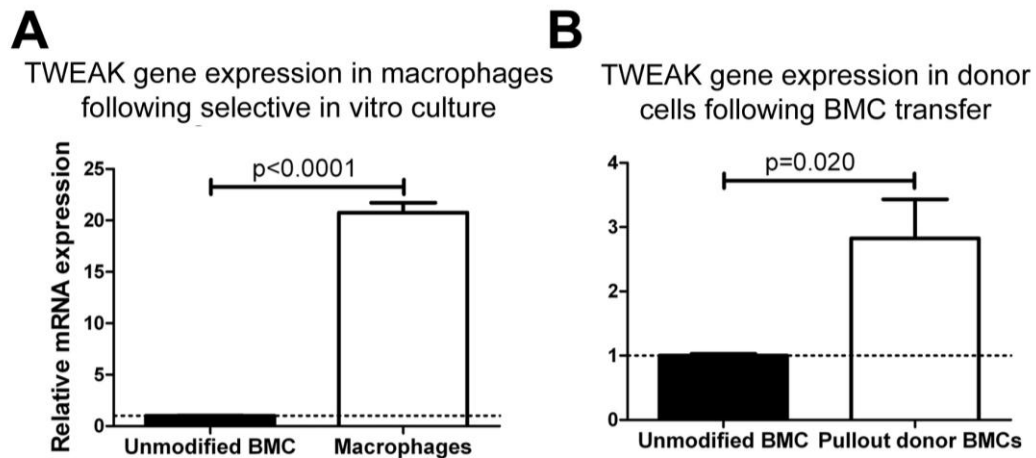 A
TWEAK gene expression in macrophages
following selective in vitro culture
Relative mRNA expression
25
20
15
10
5
0
p<0.0001
Unmodified BMC
Macrophages
B
TWEAK gene expression in donor
cells following BMC transfer
4
3
2
1
0
p=0.020
Unmodified BMC
Pullout donor BMCs